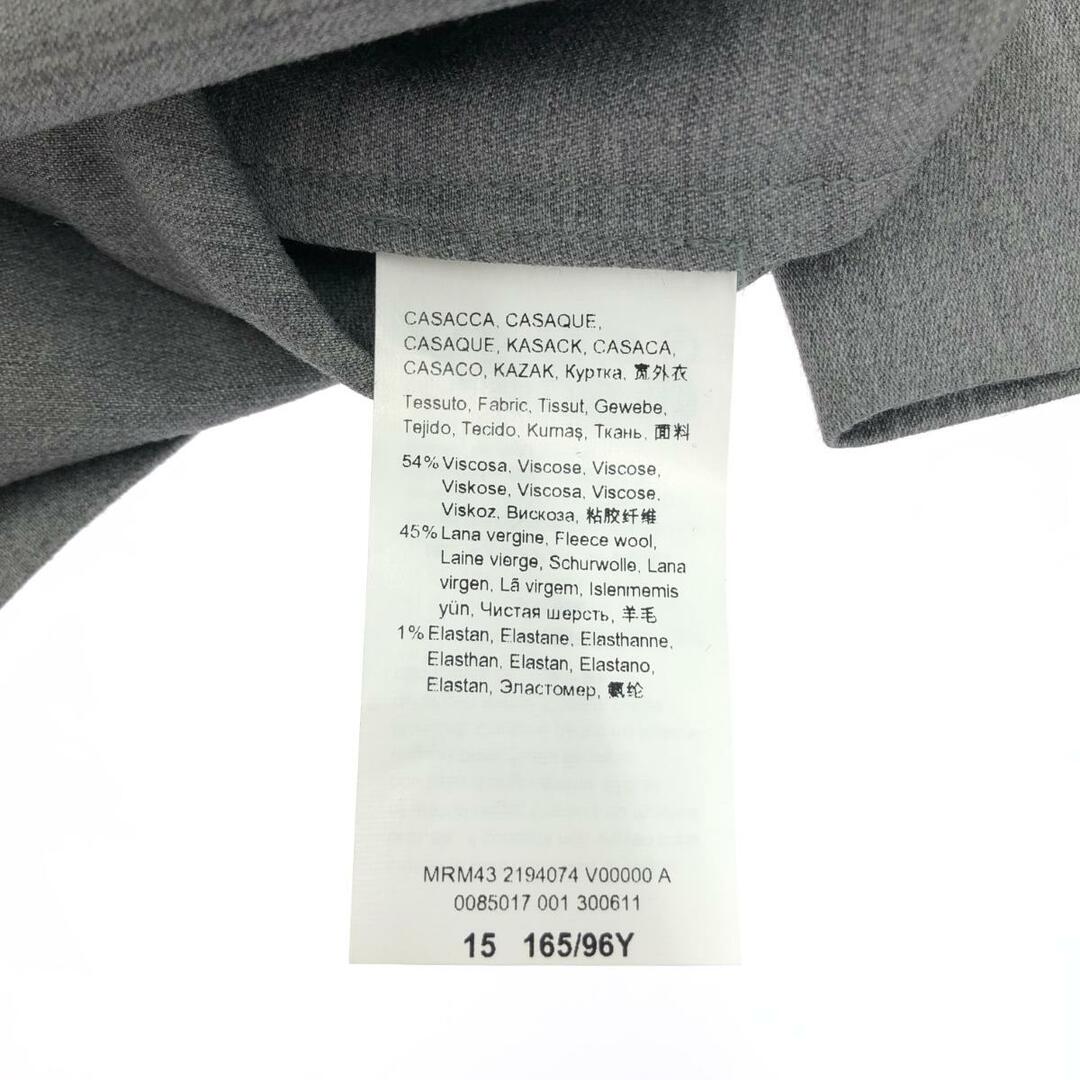 CASACCA, CASAQUE,
CASAQUE, KASACK, CASACA,
CASACO, KAZAK, Куртка, 宽外衣
Tessuto, Fabric, Tissut, Gewebe,
Tejido, Tecido, Kumaş, Ткань, 面料
54% Viscosa, Viscose, Viscose,
Viskose, Viscosa, Viscose,
Viskoz, Вискоза, 粘胶纤维
45% Lana vergine, Fleece wool,
Laine vierge, Schurwolle, Lana
virgen, Lã virgem, Islenmemis
yün, Чистая шерсть, 羊毛
1% Elastan, Elastane, Elasthanne,
Elasthan, Elastan, Elastano,
Elastan, Эластомер, 氨纶
MRM43 2194074 V00000 A
0085017 001 300611
15 165/96Y